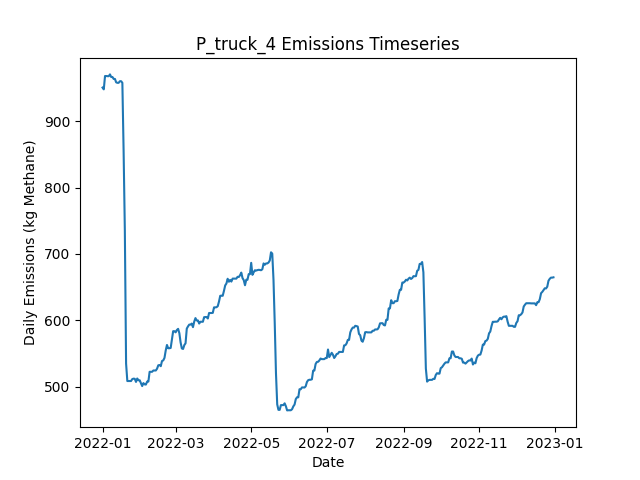 P_truck_4 Emissions Timeseries
Daily Emissions (kg Methane)
900
800
700
600
500
2022-01 2022-03 2022-05 2022-07 2022-09 2022-11 2023-01
Date